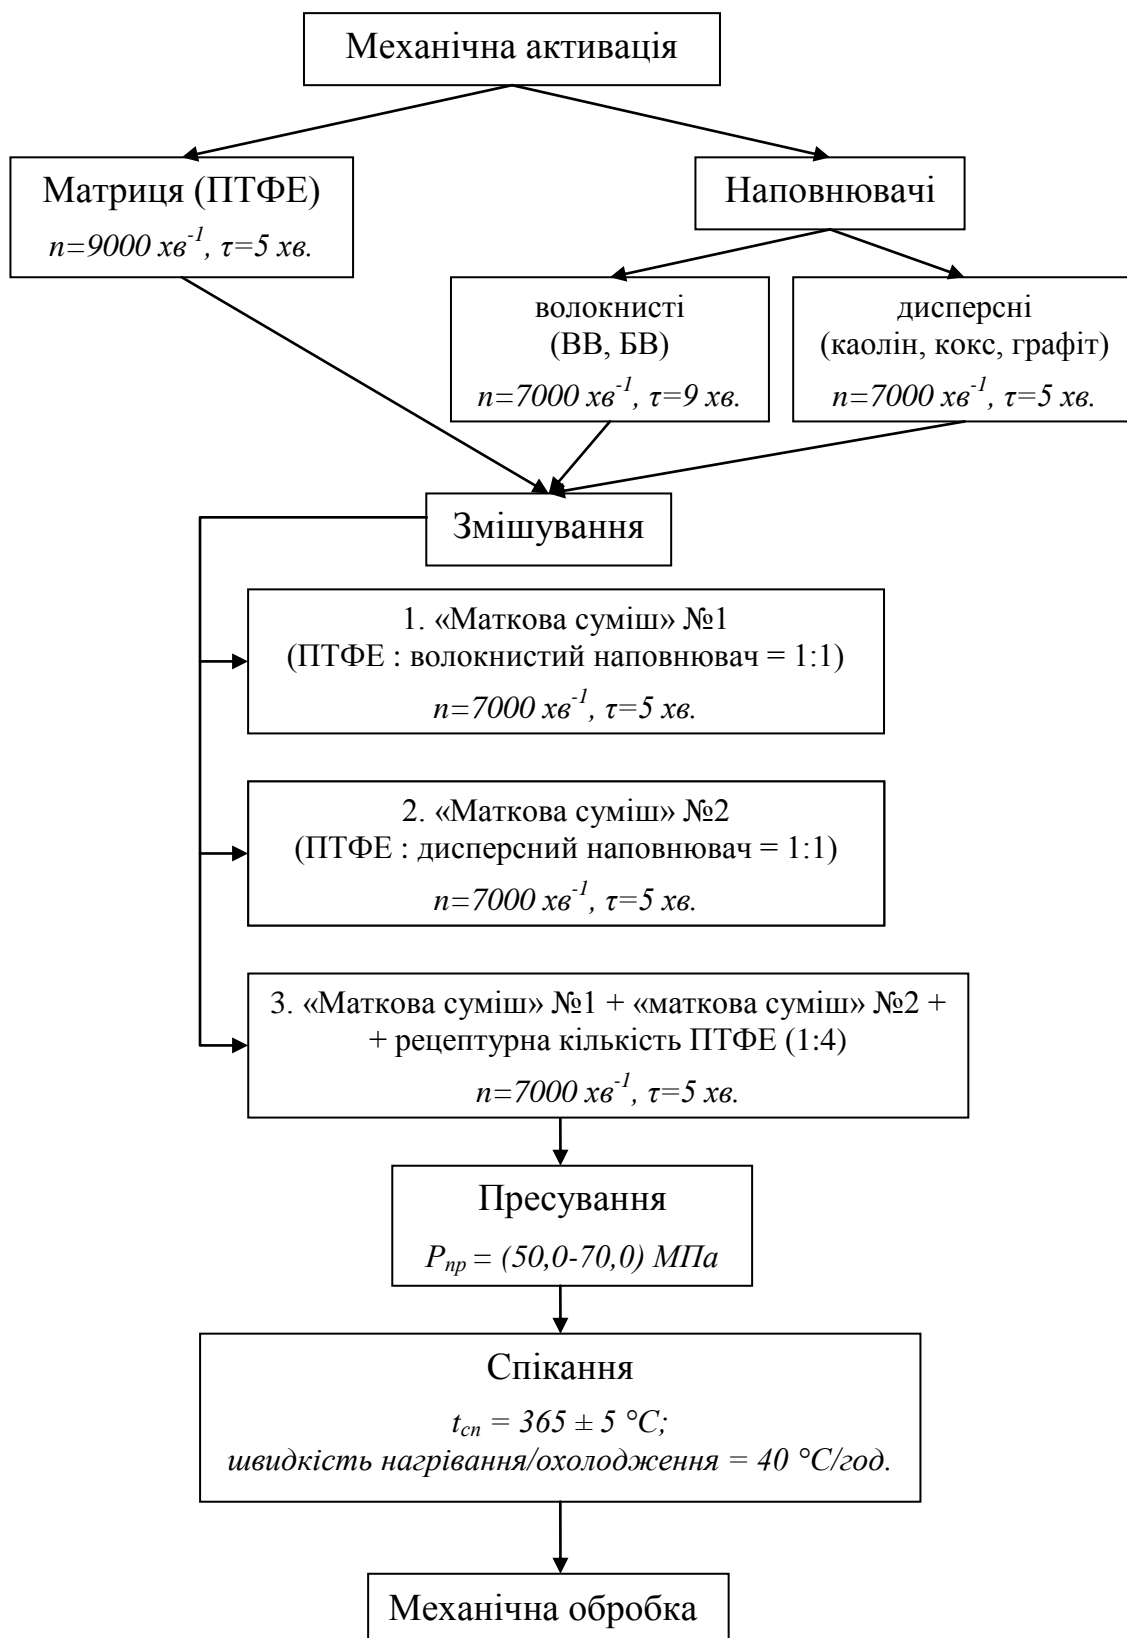 Механічна активація
Матриця (ПТФЕ)
n=9000 хв⁻¹, τ=5 хв.
Наповнювачі
волокнисті
(ВВ, БВ)
n=7000 хв⁻¹, τ=9 хв.
дисперсні
(каолін, кокс, графіт)
n=7000 хв⁻¹, τ=5 хв.
Змішування
1. «Маткова суміш» №1
(ПТФЕ : волокнистий наповнювач = 1:1)
n=7000 хв⁻¹, τ=5 хв.
2. «Маткова суміш» №2
(ПТФЕ : дисперсний наповнювач = 1:1)
n=7000 хв⁻¹, τ=5 хв.
3. «Маткова суміш» №1 + «маткова суміш» №2 +
+ рецептурна кількість ПТФЕ (1:4)
n=7000 хв⁻¹, τ=5 хв.
Пресування
Pпр = (50,0-70,0) МПа
Спікання
tсп = 365 ± 5 °C;
швидкість нагрівання/охолодження = 40 °C/год.
Механічна обробка